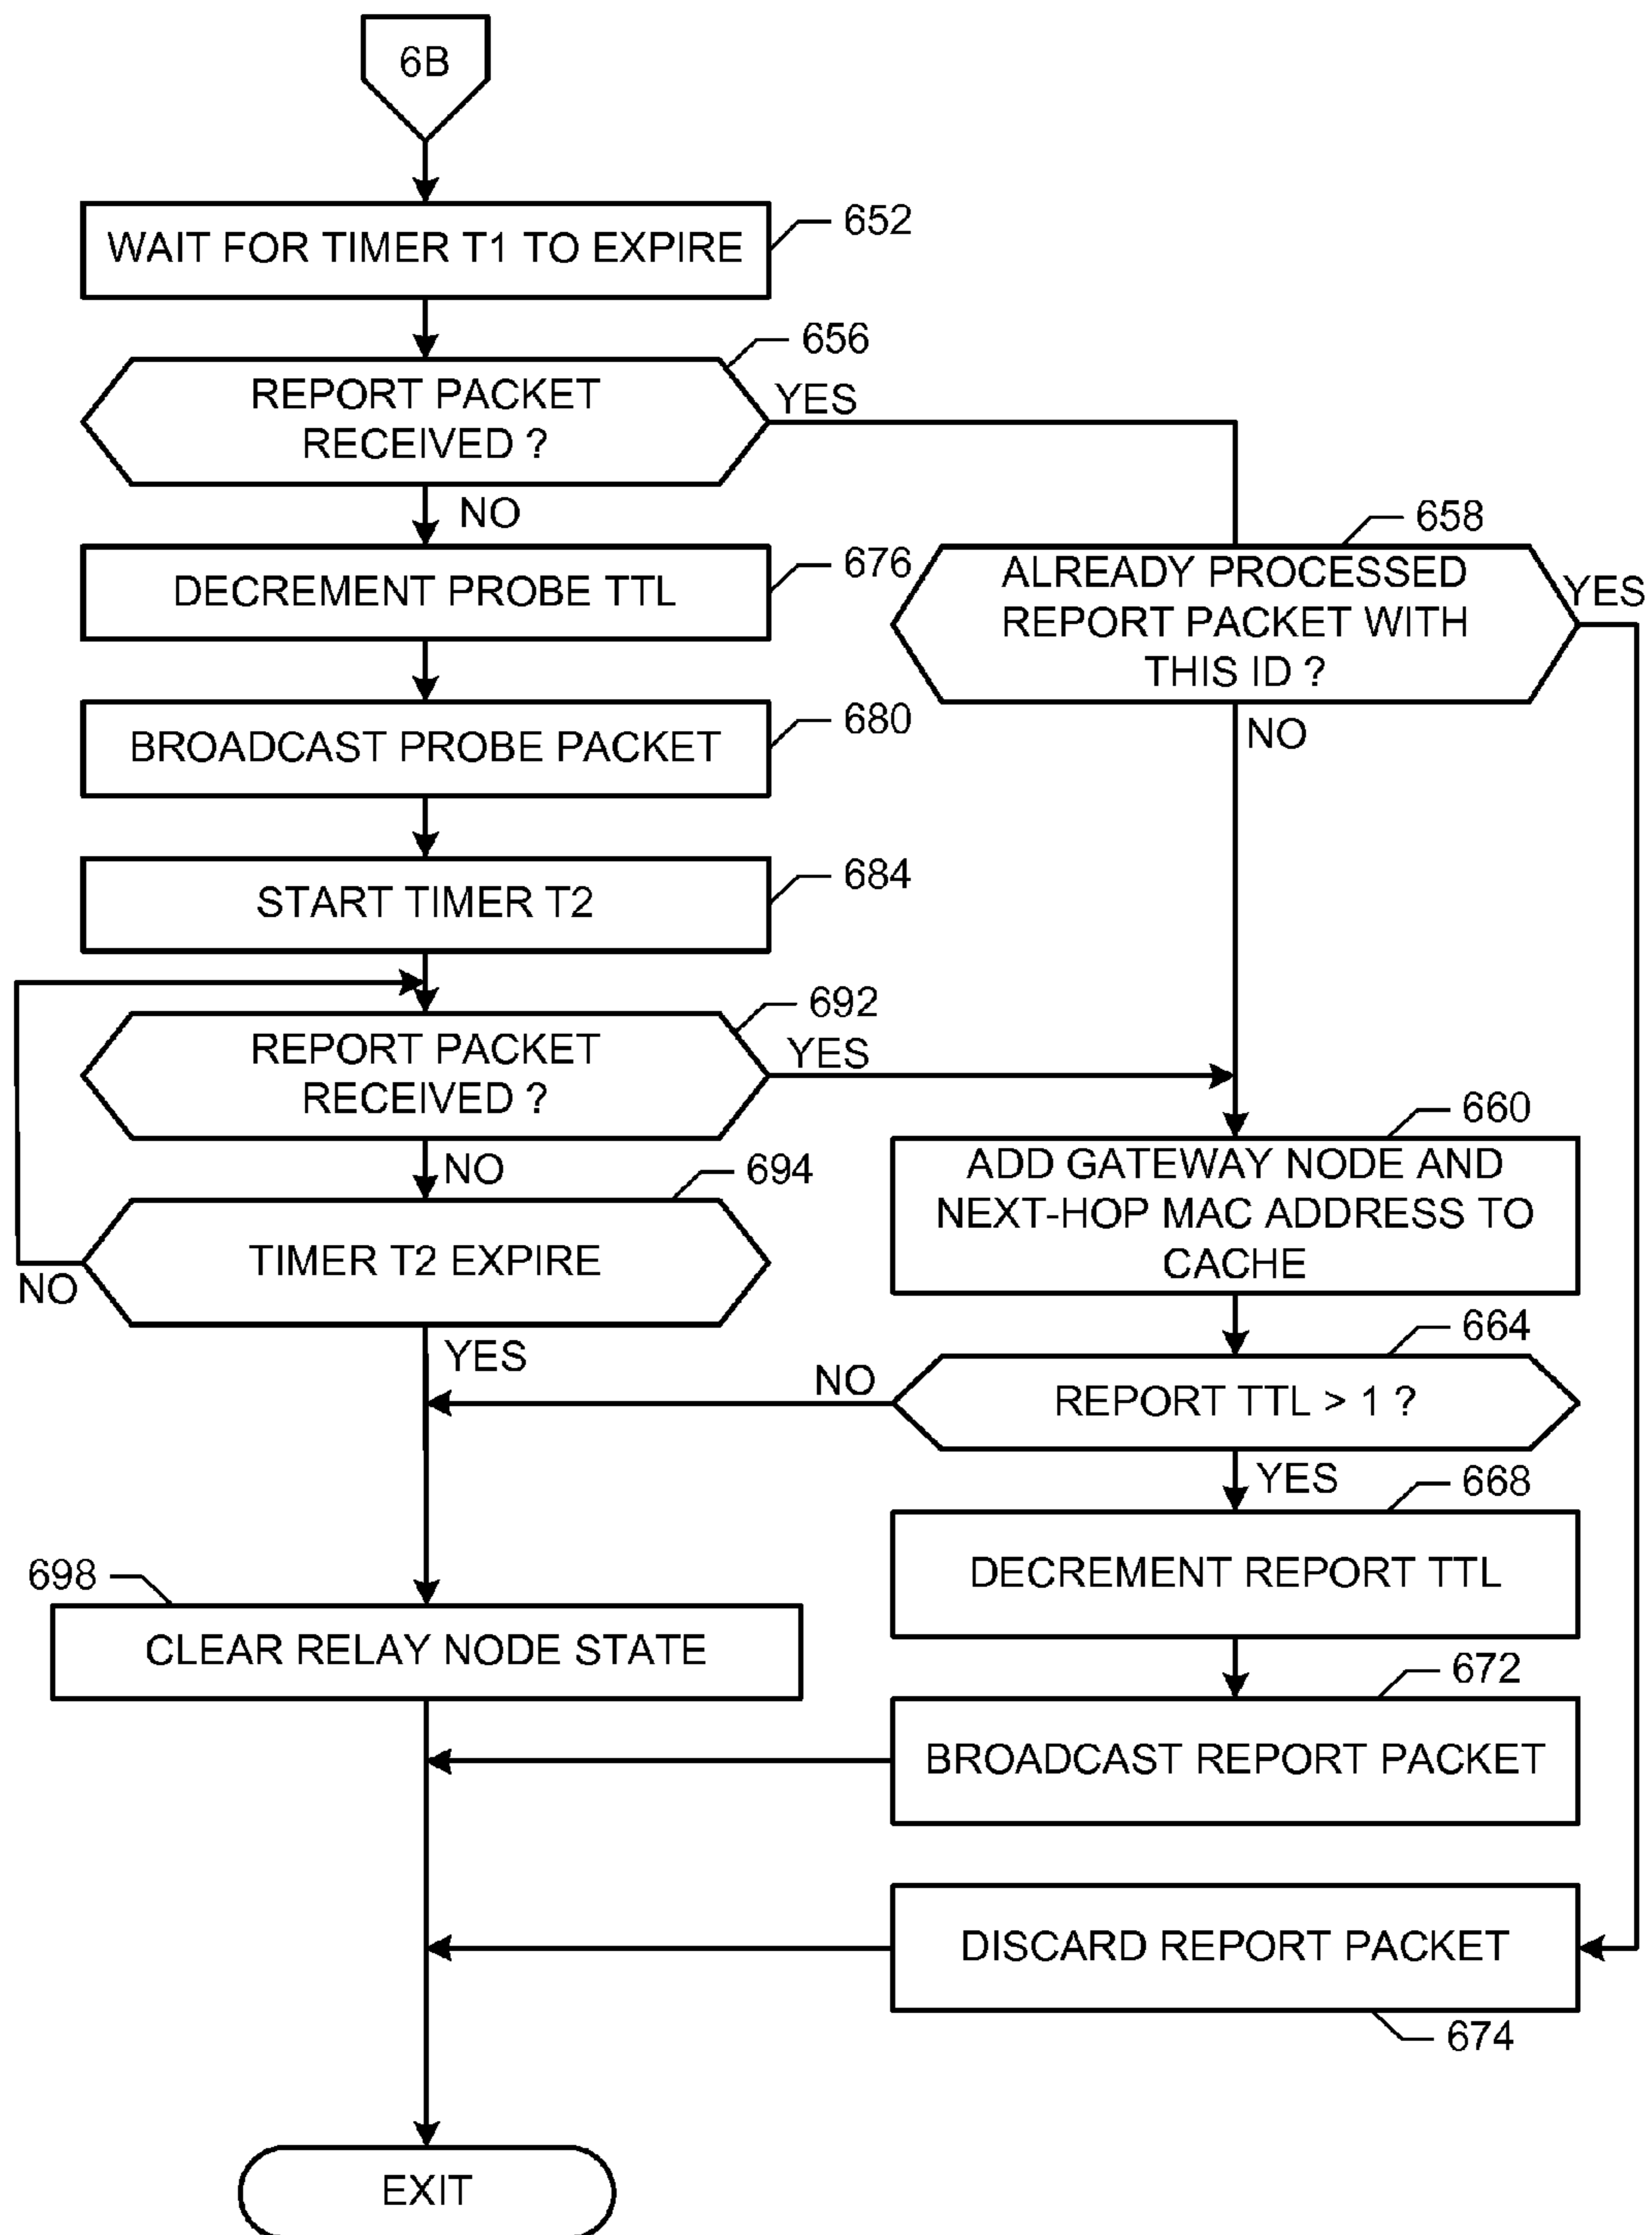 6B
WAIT FOR TIMER T1 TO EXPIRE
652
656
REPORT PACKET
RECEIVED ?
YES
NO
658
ALREADY PROCESSED
REPORT PACKET WITH
THIS ID ?
YES
NO
DECREMENT PROBE TTL
676
BROADCAST PROBE PACKET
680
START TIMER T2
684
692
REPORT PACKET
RECEIVED ?
YES
NO
660
ADD GATEWAY NODE AND
NEXT-HOP MAC ADDRESS TO
CACHE
694
TIMER T2 EXPIRE
NO
YES
664
REPORT TTL > 1 ?
NO
YES
668
DECREMENT REPORT TTL
698
CLEAR RELAY NODE STATE
672
BROADCAST REPORT PACKET
DISCARD REPORT PACKET
674
EXIT